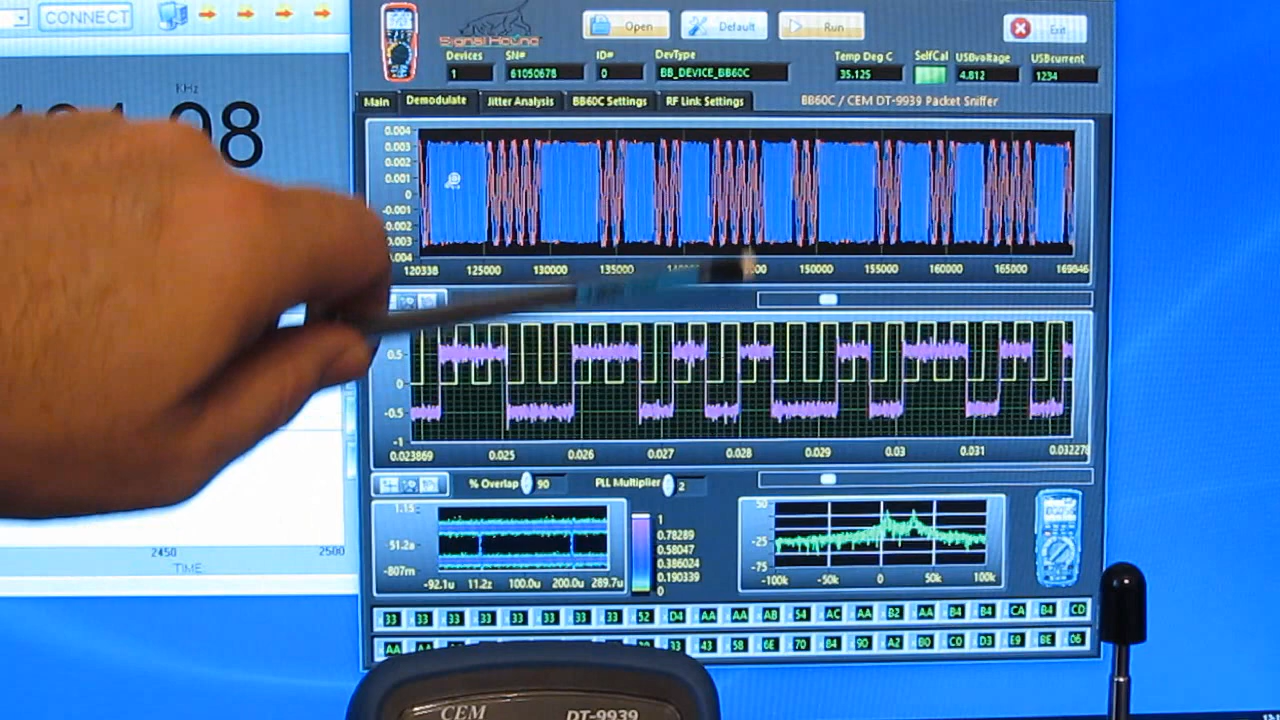 CONNECT
KHz
08
2450 2500
TIME
Signal Hound
Open Default Run Exit
Devices SN# ID# DevType Temp Deg C SelfCal USBvoltage USBcurrent
1 61050678 0 BB_DEVICE_BB60C 35.125 4.812 1234
Main Demodulate Jitter Analysis BB60C Settings RF Link Settings BB60C / CEM DT-9939 Packet Sniffer
0.004
0.003
0.002
0.001
0
-0.001
-0.002
0.003
.004
120338 125000 130000 135000 150000 155000 160000 165000 169846
0.5
0
-0.5
-1
0.023869 0.025 0.026 0.027 0.028 0.029 0.03 0.031 0.032278
% Overlap 90 PLL Multiplier 2
1.15
51.2a
-807m
-92.1u 11.2z 100.0u 200.0u 289.7u
1
0.78289
0.58047
0.386024
0.190339
0
50
-25
-75
-100k -50k 0 50k 100k
33 33 33 33 33 33 33 33 52 D4 AA AA AB 54 AC AA B2 AA B4 B4 CA B4 CD
AA AA 33 43 58 6E 70 B4 90 A2 B0 C0 D3 E9 BE 06
CEM DT-9939